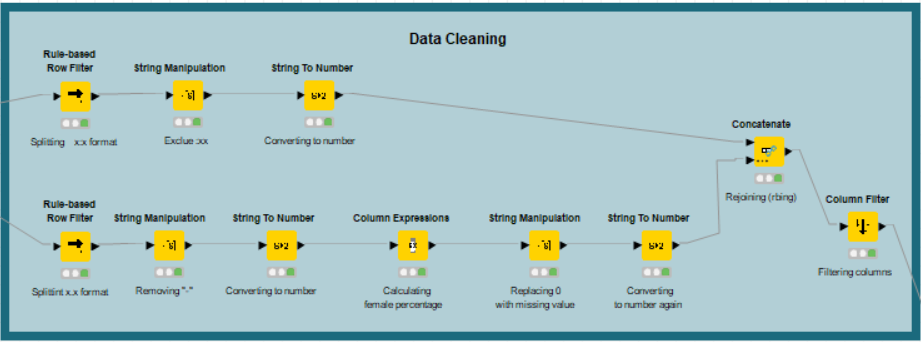 Data Cleaning
Rule-based
Row Filter
String Manipulation
String To Number
Splitting x:x format
Exclue :xx
Converting to number
Concatenate
Rejoining (rbing)
Rule-based
Row Filter
String Manipulation
String To Number
Column Expressions
String Manipulation
String To Number
Column Filter
Splittint x.x format
Removing "-"
Converting to number
Calculating
female percentage
Replacing 0
with missing value
Converting
to number again
Filtering columns